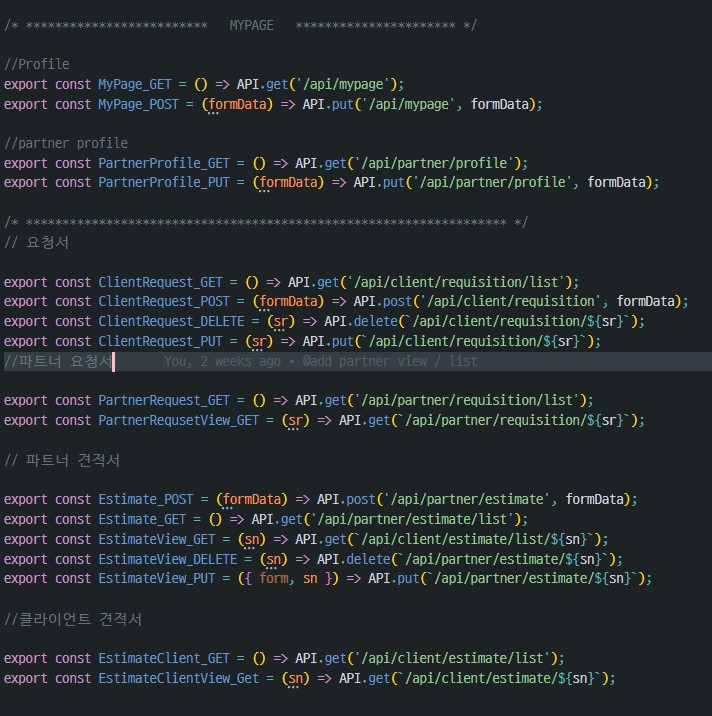 /* ************************* MYPAGE ********************** */
//Profile
export const MyPage_GET = () => API.get('/api/mypage');
export const MyPage_POST = (formData) => API.put('/api/mypage', formData);
//partner profile
export const PartnerProfile_GET = () => API.get('/api/partner/profile');
export const PartnerProfile_PUT = (formData) => API.put('/api/partner/profile', formData);
/* ****************************************************************** */
// 요청서
export const ClientRequest_GET = () => API.get('/api/client/requisition/list');
export const ClientRequest_POST = (formData) => API.post('/api/client/requisition', formData);
export const ClientRequest_DELETE = (sr) => API.delete(`/api/client/requisition/${sr}`);
export const ClientRequest_PUT = (sr) => API.put(`/api/client/requisition/${sr}`);
//파트너 요청서 You, 2 weeks ago • @add partner view / list
export const PartnerRequest_GET = () => API.get('/api/partner/requisition/list');
export const PartnerRequsetView_GET = (sr) => API.get(`/api/partner/requisition/${sr}`);
// 파트너 견적서
export const Estimate_POST = (formData) => API.post('/api/partner/estimate', formData);
export const Estimate_GET = () => API.get('/api/partner/estimate/list');
export const EstimateView_GET = (sn) => API.get(`/api/client/estimate/list/${sn}`);
export const EstimateView_DELETE = (sn) => API.delete(`/api/partner/estimate/${sn}`);
export const EstimateView_PUT = ({ form, sn }) => API.put(`/api/partner/estimate/${sn}`);
//클라이언트 견적서
export const EstimateClient_GET = () => API.get('/api/client/estimate/list');
export const EstimateClientView_Get = (sn) => API.get(`/api/client/estimate/${sn}`);